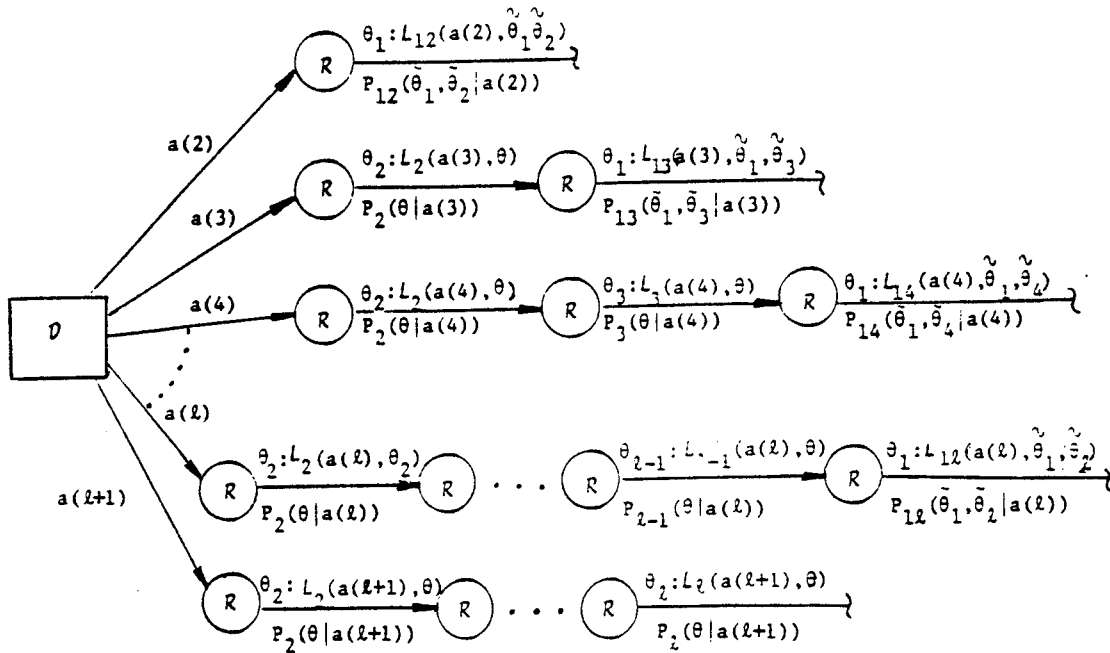 θ₁:L₁₂(a(2),θ̃₁θ̃₂)
R
P₁₂(θ̃₁,θ̃₂|a(2))
a(2)
θ₂:L₂(a(3),θ) θ₁:L₁₃(a(3),θ̃₁,θ̃₃)
R R
a(3) P₂(θ|a(3)) P₁₃(θ̃₁,θ̃₃|a(3))
a(4) θ₂:L₂(a(4),θ) θ₃:L₃(a(4),θ) θ₁:L₁₄(a(4),θ̃₁,θ̃₄)
D R R R
P₂(θ|a(4)) P₃(θ|a(4)) P₁₄(θ̃₁,θ̃₄|a(4))
a(ℓ)
θ₂:L₂(a(ℓ),θ₂) (a(ℓ),θ) θ₁:L₁ℓ(a(ℓ),θ̃₁,θ̃₂
a(ℓ+1) R R . . . R R
P₂(θ|a(ℓ)) Pℓ₋₁(θ|a(ℓ)) P₁ℓ(θ̃₁,θ̃₂|a(ℓ))
θ₂:L₂(a(ℓ+1),θ) θ₂:Lℓ(a(ℓ+1),θ)
R R . . . R
P₂(θ|a(ℓ+1)) (θ|a(ℓ+1))